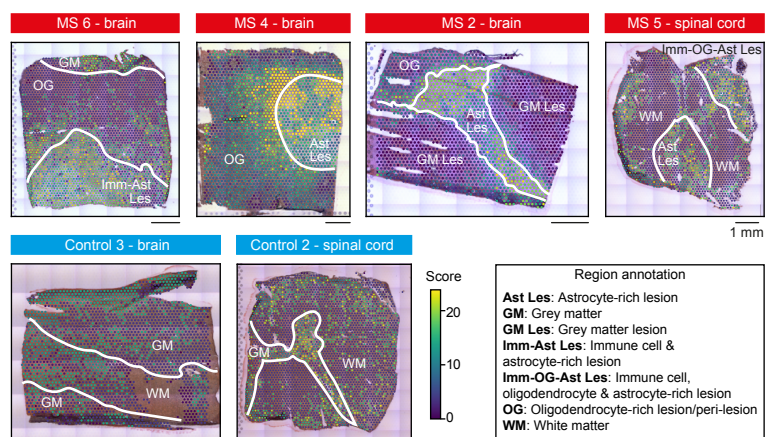 MS 6 - brain
MS 4 - brain
MS 2 - brain
MS 5 - spinal cord
GM
OG
Imm-Ast
Les
OG
Ast
Les
OG
GM Les
Ast
Les
GM Les
Imm-OG-Ast Les
WM
Ast
Les
WM
1 mm
Control 3 - brain
Control 2 - spinal cord
GM
WM
GM
GM
WM
Score
20
10
0
Region annotation
Ast Les: Astrocyte-rich lesion
GM: Grey matter
GM Les: Grey matter lesion
Imm-Ast Les: Immune cell &
astrocyte-rich lesion
Imm-OG-Ast Les: Immune cell,
oligodendrocyte & astrocyte-rich lesion
OG: Oligodendrocyte-rich lesion/peri-lesion
WM: White matter